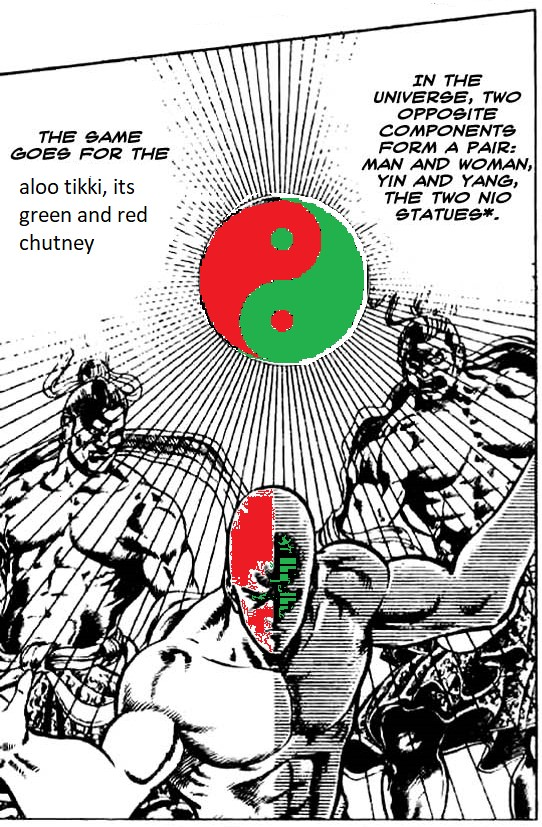 IN THE
UNIVERSE, TWO
OPPOSITE
COMPONENTS
FORM A PAIR:
MAN AND WOMAN,
YIN AND YANG,
THE TWO NIO
STATUES*.
THE SAME
GOES FOR THE
aloo tikki, its
green and red
chutney